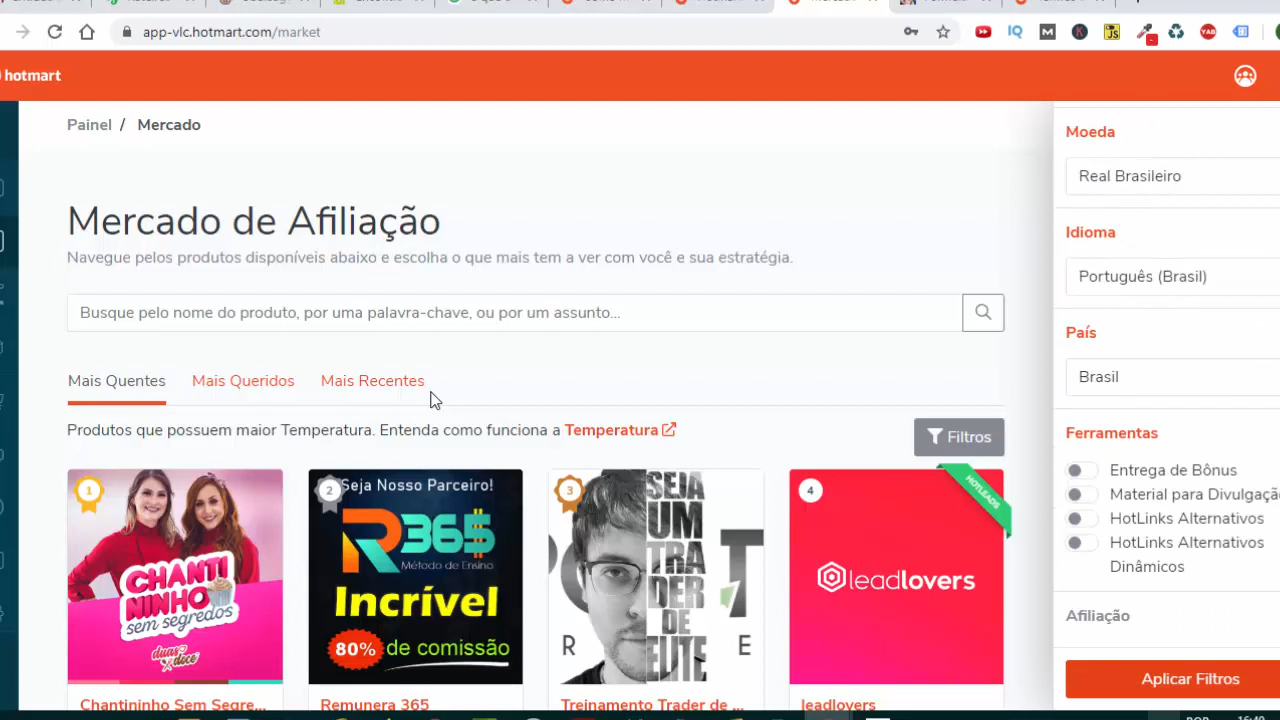 app-vlc.hotmart.com/market
hotmart
Painel / Mercado
Mercado de Afiliação
Navegue pelos produtos disponíveis abaixo e escolha o que mais tem a ver com você e sua estratégia.
Busque pelo nome do produto, por uma palavra-chave, ou por um assunto...
Mais Quentes Mais Queridos Mais Recentes
Produtos que possuem maior Temperatura. Entenda como funciona a Temperatura
Filtros
1
CHANTI
NINHO
sem segredos
duas
doce
Chantininho Sem Segre...
2
Seja Nosso Parceiro!
R365
Método de Ensino
Incrível
80% de comissão
Remunera 365
3
SEJA
UM
TRA
DER
DE
ELITE
R E
T
Treinamento Trader de ...
4
HOTLEADS
leadlovers
leadlovers
Moeda
Real Brasileiro
Idioma
Português (Brasil)
País
Brasil
Ferramentas
Entrega de Bônus
Material para Divulgaçã
HotLinks Alternativos
HotLinks Alternativos
Dinâmicos
Afiliação
Aplicar Filtros